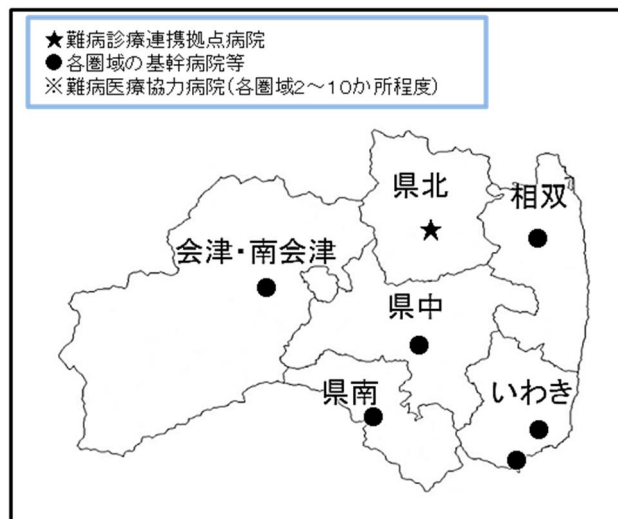 ★難病診療連携拠点病院
●各圏域の基幹病院等
※難病医療協力病院(各圏域2～10か所程度)
県北
相双
会津・南会津
県中
県南
いわき